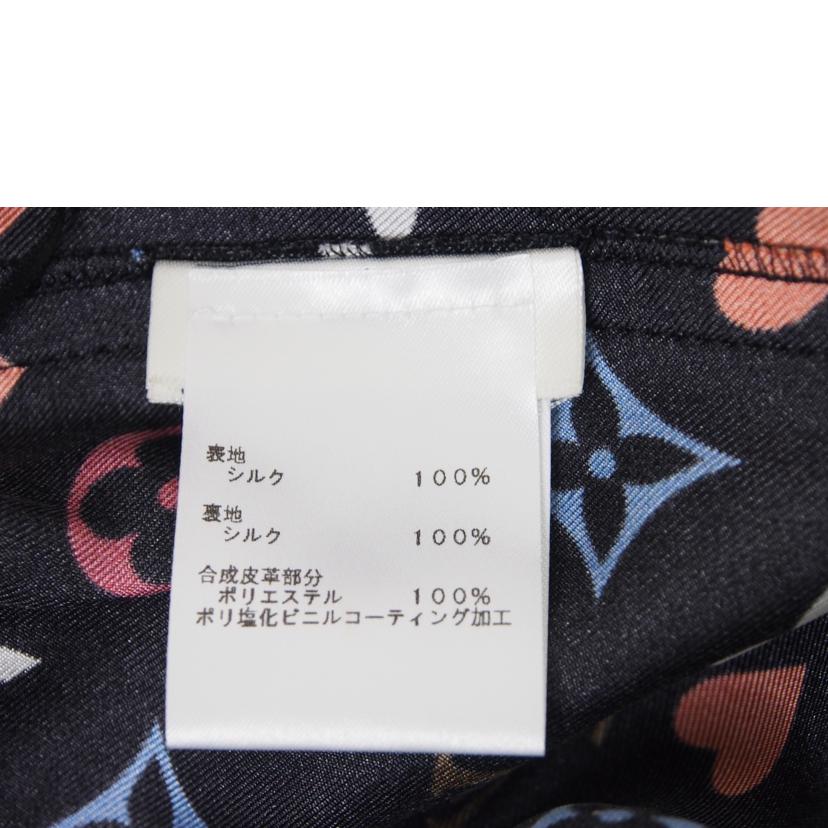 表地
シルク 100%
裏地
シルク 100%
合成皮革部分
ポリエステル 100%
ポリ塩化ビニルコーティング加工